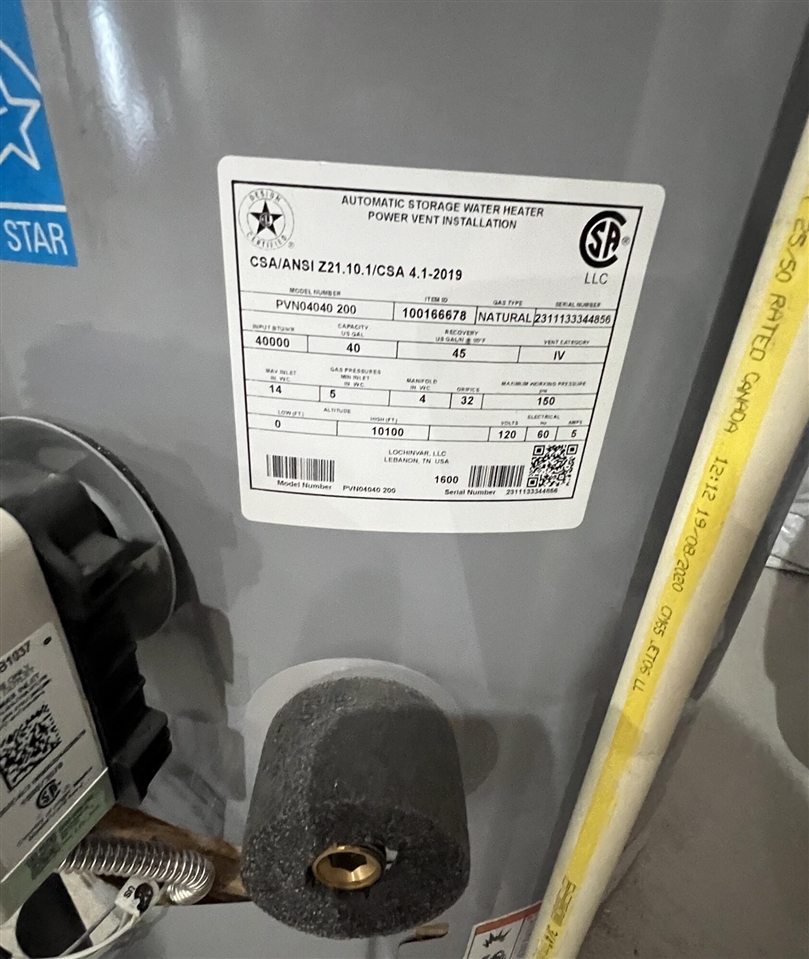 STAR
DESIGN
CERTIFIED
AUTOMATIC STORAGE WATER HEATER
POWER VENT INSTALLATION
CSA/ANSI Z21.10.1/CSA 4.1-2019
LLC
MODEL NUMBER ITEM ID GAS TYPE SERIAL NUMBER
PVN04040 200 100166678 NATURAL 2311133344856
INPUT BTU/HR CAPACITY US GAL RECOVERY VENT CATEGORY
40000 40 45 IV
GAS PRESSURES
MAX INLET IN WC MIN INLET IN WC MANIFOLD IN WC ORIFICE MAXIMUM WORKING PRESSURE
14 5 4 32 150
ALTITUDE ELECTRICAL
LOW (FT) HIGH (FT) VOLTS Hz AMPS
0 10100 120 60 5
LOCHINVAR, LLC
LEBANON, TN USA
1600
Model Number PVN04040 200 Serial Number 2311133344856
25/50 RATED CANADA 12:12 19/08/2020